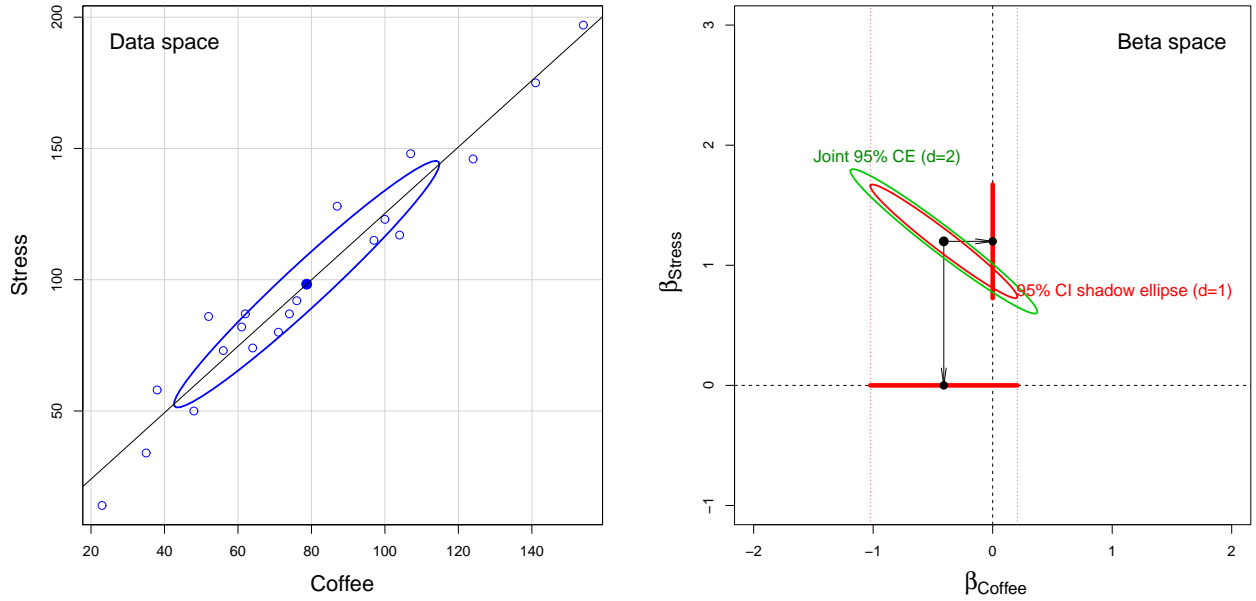 Data space
200
150
100
50
Stress
20
40
60
80
100
120
140
Coffee
Beta space
3
2
1
0
−1
βStress
Joint 95% CE (d=2)
95% CI shadow ellipse (d=1)
−2
−1
0
1
2
βCoffee